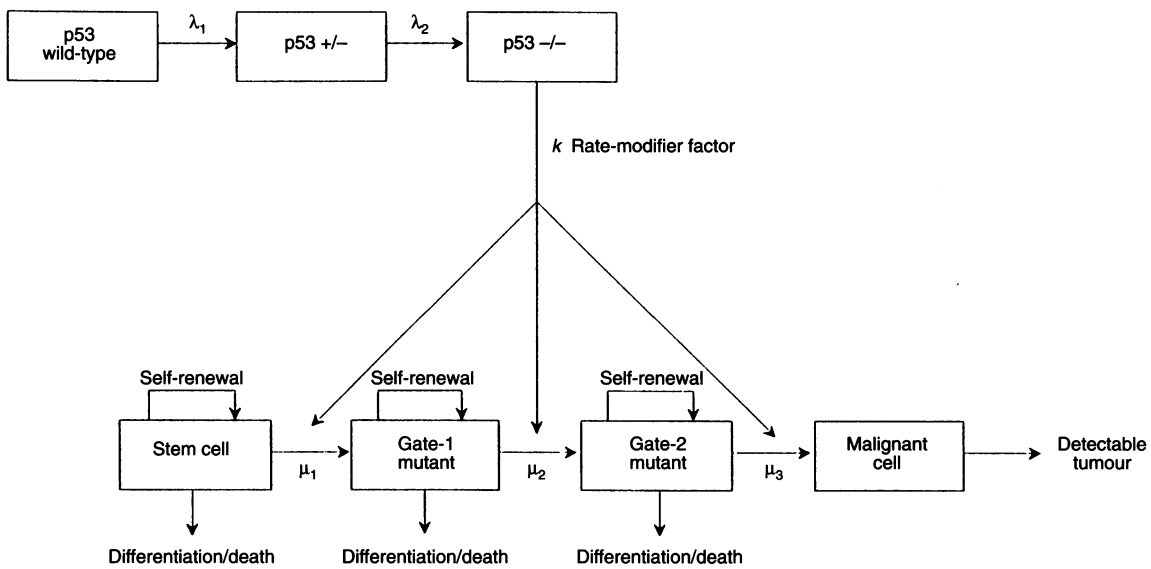 p53
wild-type
λ1
p53 +/–
λ2
p53 –/–
k Rate-modifier factor
Self-renewal
Self-renewal
Self-renewal
Stem cell
μ1
Gate-1
mutant
μ2
Gate-2
mutant
μ3
Malignant
cell
Detectable
tumour
Differentiation/death
Differentiation/death
Differentiation/death